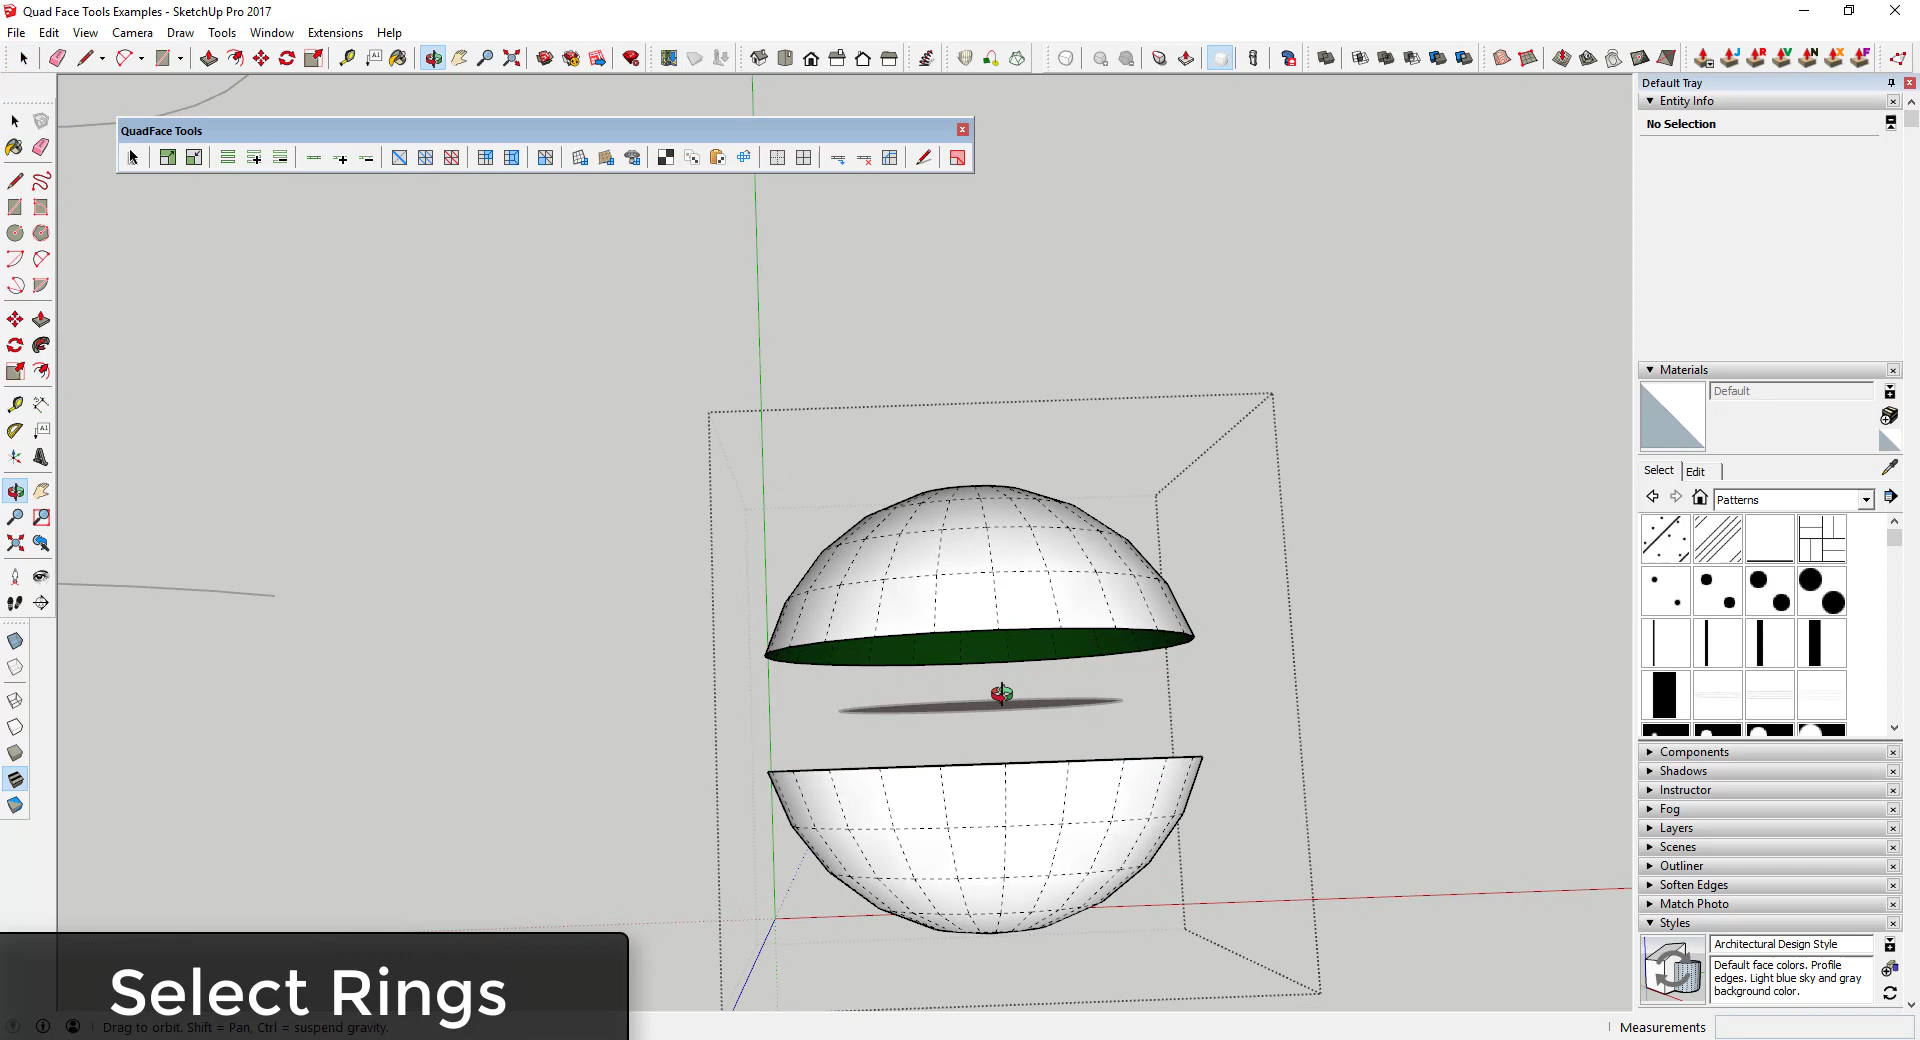 Quad Face Tools Examples - SketchUp Pro 2017
File Edit View Camera Draw Tools Window Extensions Help
QuadFace Tools
Default Tray
Entity Info
No Selection
Materials
Default
Select Edit
Patterns
Components
Shadows
Instructor
Fog
Layers
Scenes
Outliner
Soften Edges
Match Photo
Styles
Architectural Design Style
Default face colors. Profile
edges. Light blue sky and gray
background color.
Select Rings
Drag to orbit. Shift = Pan, Ctrl = suspend gravity.
Measurements